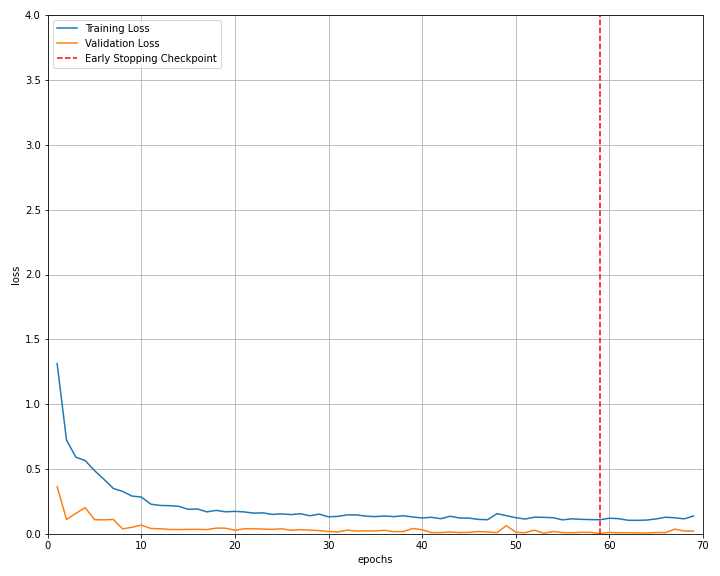 4.0
3.5
3.0
2.5
2.0
1.5
1.0
0.5
0.0
loss
Training Loss
Validation Loss
Early Stopping Checkpoint
0 10 20 30 40 50 60 70
epochs